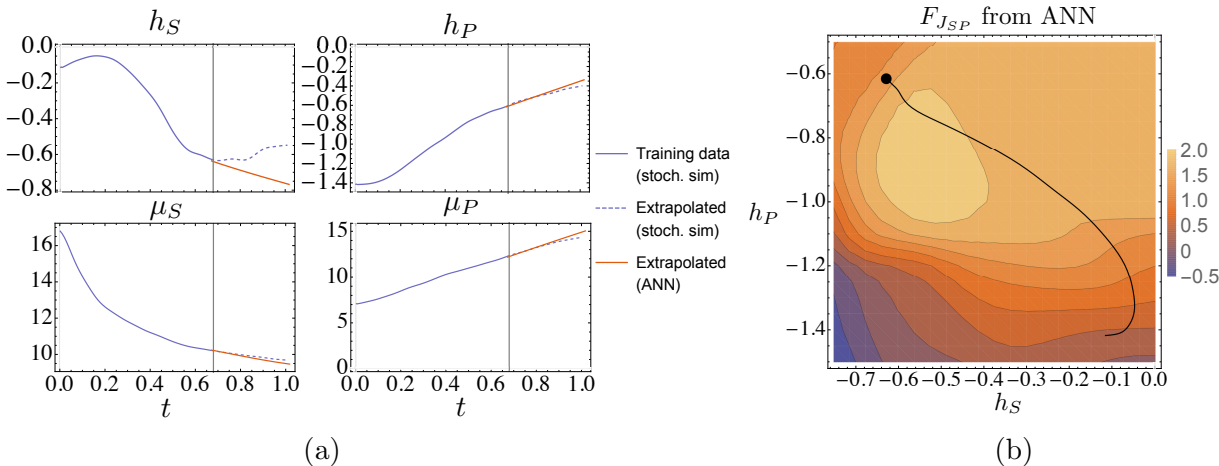 h_S
0.0
−0.2
−0.4
−0.6
−0.8
h_P
0.0
−0.2
−0.4
−0.6
−0.8
−1.0
−1.2
−1.4
μ_S
16
14
12
10
0.0 0.2 0.4 0.6 0.8 1.0
t
μ_P
15
10
5
0
0.0 0.2 0.4 0.6 0.8 1.0
t
Training data
(stoch. sim)
Extrapolated
(stoch. sim)
Extrapolated
(ANN)
(a)
F_{J_{SP}} from ANN
h_P
−0.6
−0.8
−1.0
−1.2
−1.4
−0.7 −0.6 −0.5 −0.4 −0.3 −0.2 −0.1 0.0
h_S
2.0
1.5
1.0
0.5
0
−0.5
(b)